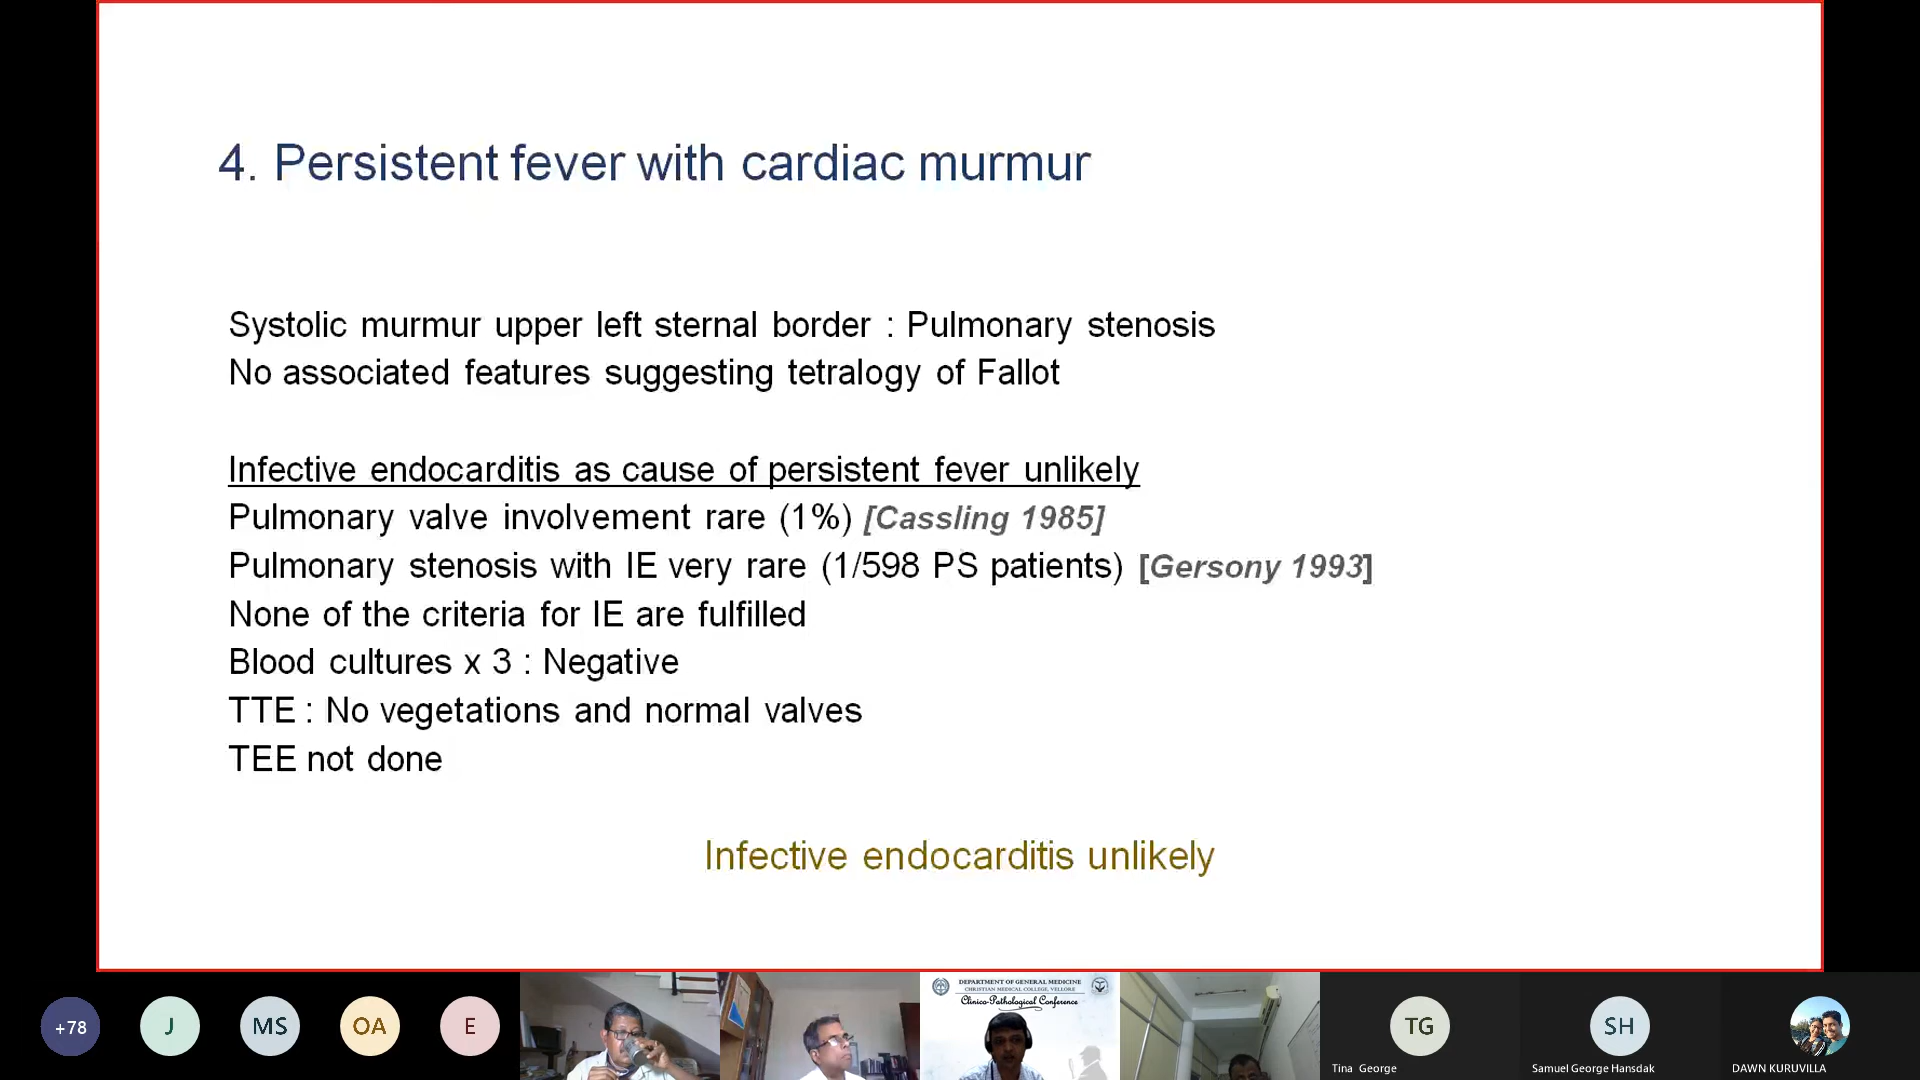 4. Persistent fever with cardiac murmur
Systolic murmur upper left sternal border : Pulmonary stenosis
No associated features suggesting tetralogy of Fallot
Infective endocarditis as cause of persistent fever unlikely
Pulmonary valve involvement rare (1%) [Cassling 1985]
Pulmonary stenosis with IE very rare (1/598 PS patients) [Gersony 1993]
None of the criteria for IE are fulfilled
Blood cultures x 3 : Negative
TTE : No vegetations and normal valves
TEE not done
Infective endocarditis unlikely
+78
J
MS
OA
E
DEPARTMENT OF GENERAL MEDICINE
CHRISTIAN MEDICAL COLLEGE, VELLORE
Clinico-Pathological Conference
TG
Tina George
SH
Samuel George Hansdak
DAWN KURUVILLA